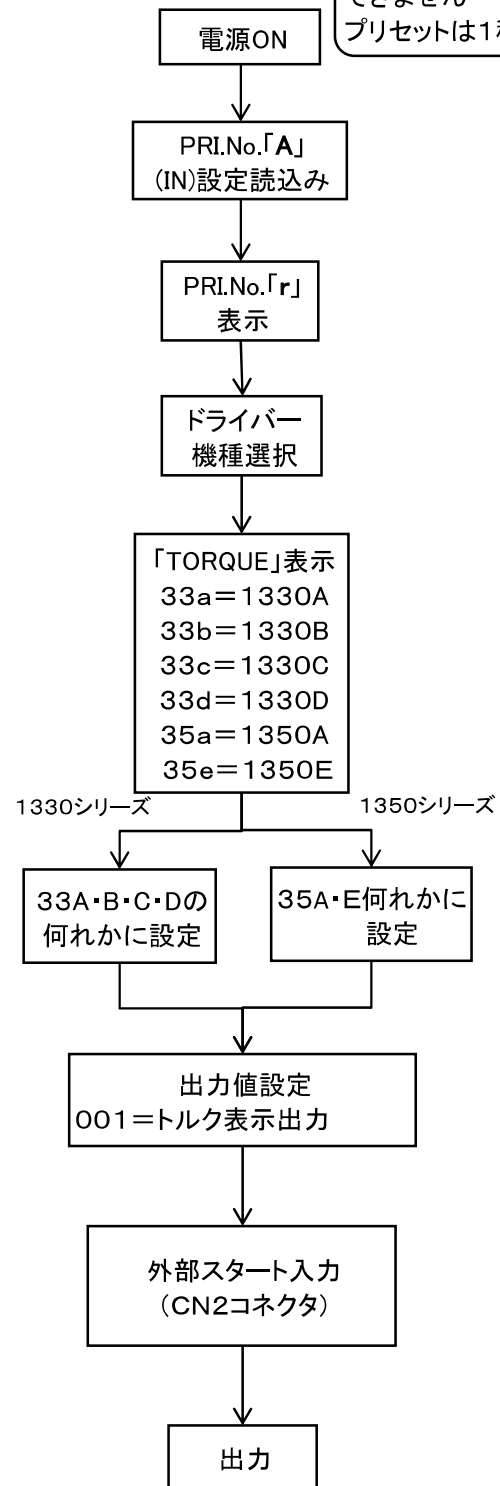 できません
プリセットは1
電源ON
PRI.No.「A」
(IN)設定読込み
PRI.No.「r」
表示
ドライバー
機種選択
「TORQUE」表示
33a＝1330A
33b＝1330B
33c＝1330C
33d＝1330D
35a＝1350A
35e＝1350E
1330シリーズ
1350シリーズ
33A・B・C・Dの
何れかに設定
35A・E何れかに
設定
出力値設定
001＝トルク表示出力
外部スタート入力
（CN2コネクタ）
出力